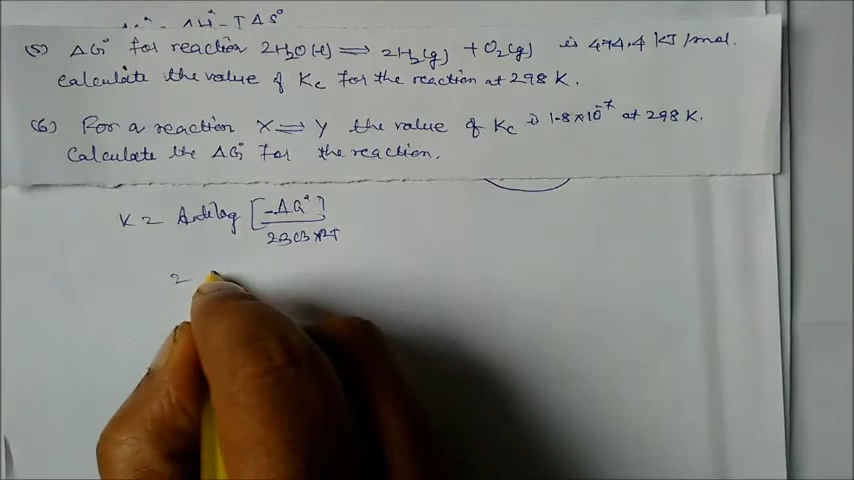 ΔH° - TΔS°
(5) ΔG° for reaction 2H₂O(l) ⇌ 2H₂(g) + O₂(g) is 474.4 kJ/mol.
Calculate the value of Kc for the reaction at 298 K.
(6) For a reaction X ⇌ Y the value of Kc is 1.8×10⁻⁷ at 298 K.
Calculate the ΔG° for the reaction.
K = Antilog [-ΔG°]
2.303 × RT
=